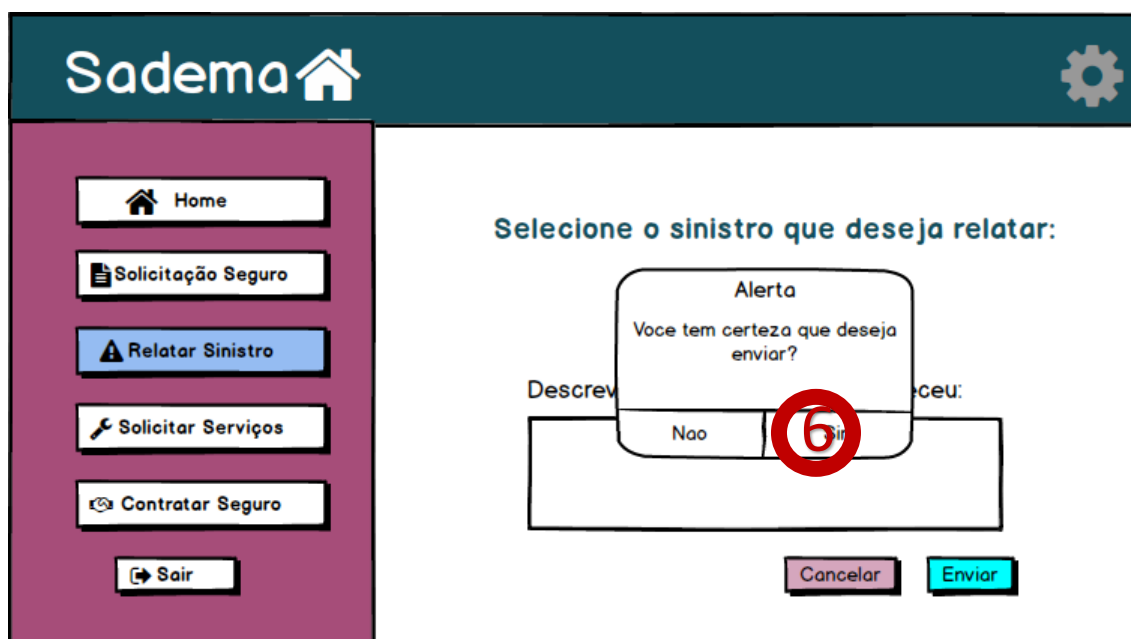 Sadema
Home
Solicitação Seguro
Relatar Sinistro
Solicitar Serviços
Contratar Seguro
Sair
Selecione o sinistro que deseja relatar:
Alerta
Voce tem certeza que deseja
enviar?
Nao
6
Cancelar
Enviar